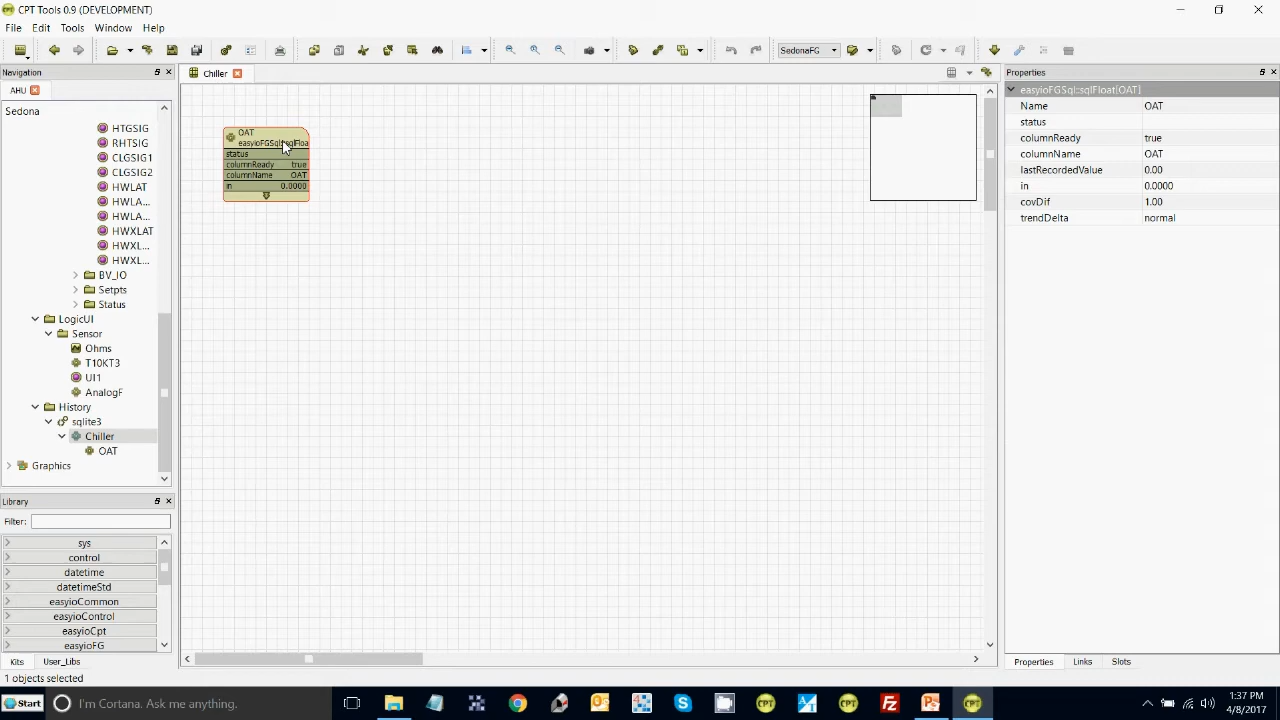 CPT Tools 0.9 (DEVELOPMENT)
File Edit Tools Window Help
SedonaFG
Navigation
AHU
Sedona
HTGSIG
RHTSIG
CLGSIG1
CLGSIG2
HWLAT
HWLA...
HWLA...
HWXLAT
HWXL...
HWXL...
BV_IO
Setpts
Status
LogicUI
Sensor
Ohms
T10KT3
UI1
AnalogF
History
sqlite3
Chiller
OAT
Graphics
Library
Filter:
sys
control
datetime
datetimeStd
easyioCommon
easyioControl
easyioCpt
easyioFG
Kits User_Libs
1 objects selected
Chiller
OAT
easyioFGSql::sqlFloa
status
columnReady true
columnName OAT
in 0.0000
Properties
easyioFGSql::sqlFloat[OAT]
Name OAT
status
columnReady true
columnName OAT
lastRecordedValue 0.00
in 0.0000
covDif 1.00
trendDelta normal
Properties Links Slots
Start
I'm Cortana. Ask me anything.
CPT
CPT
CPT
1:37 PM
4/8/2017